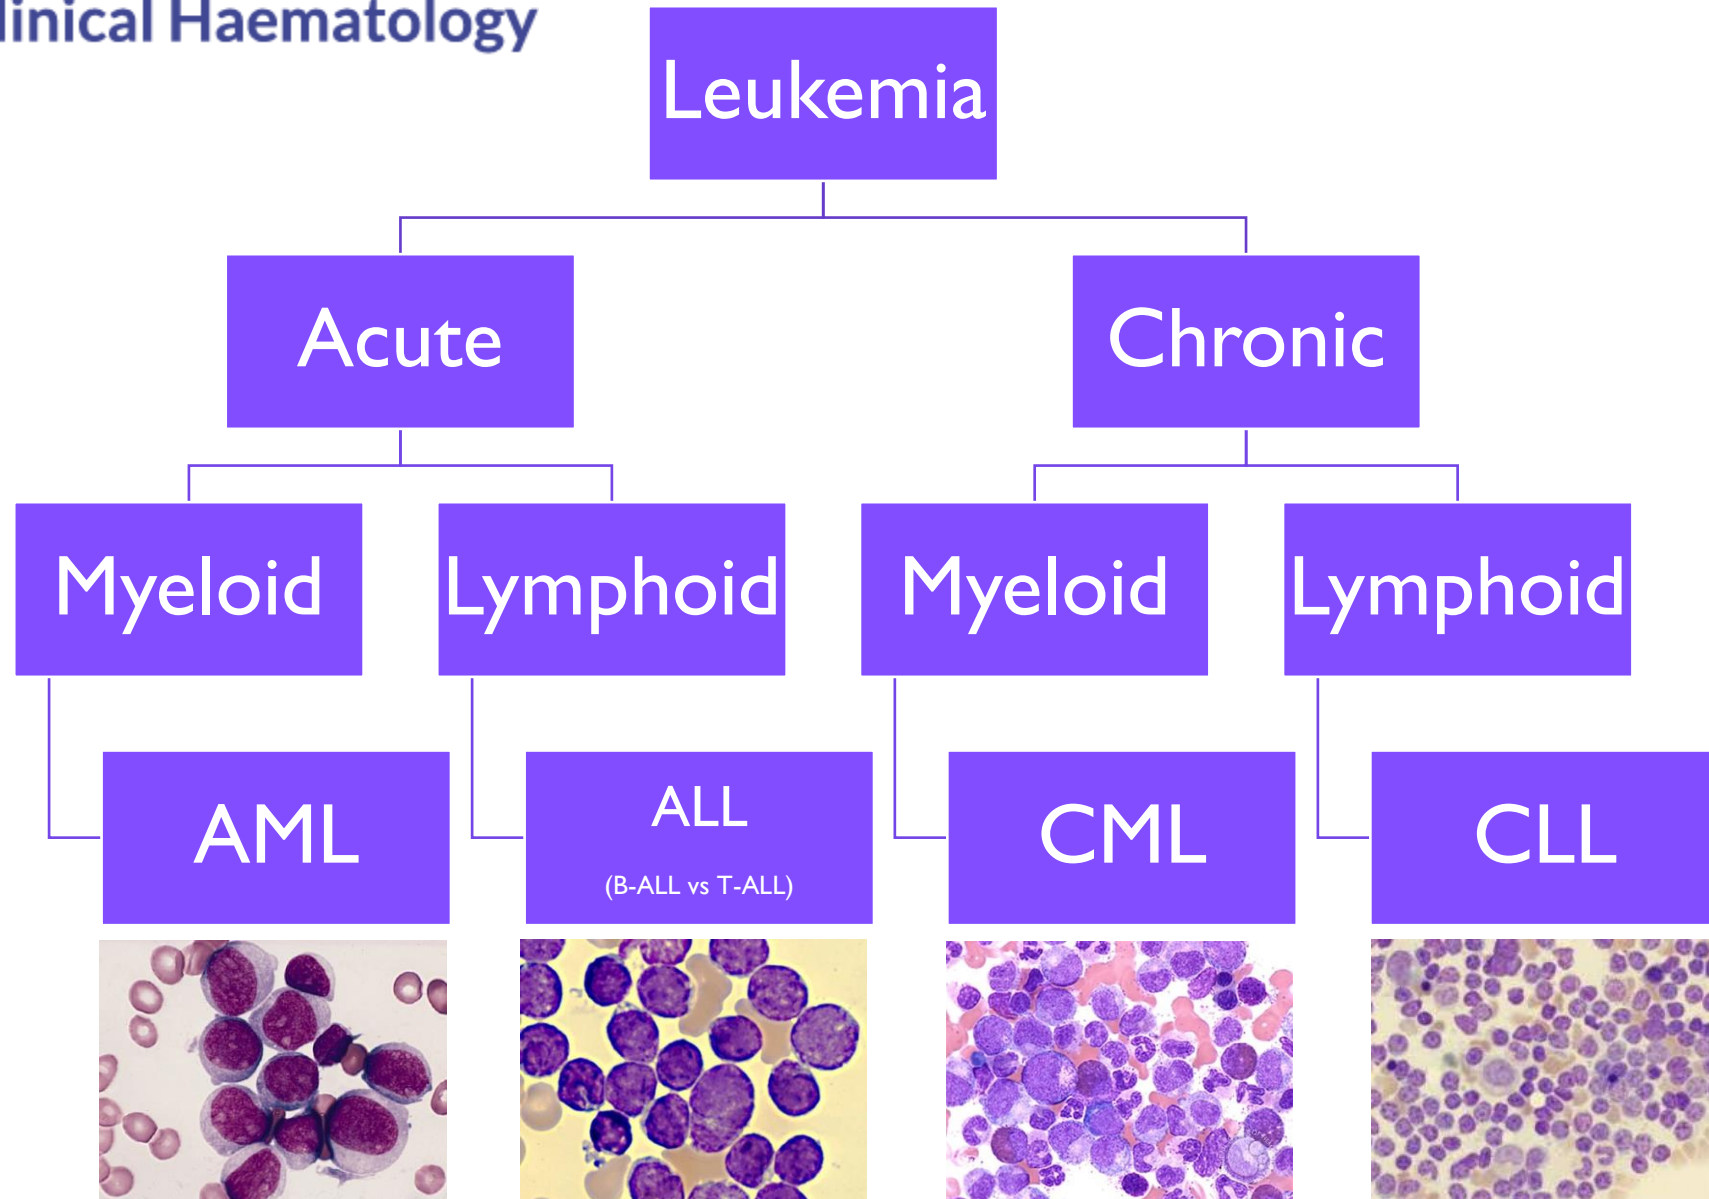 linical Haematology
Leukemia
Acute
Chronic
Myeloid
Lymphoid
Myeloid
Lymphoid
AML
ALL
(B-ALL vs T-ALL)
CML
CLL